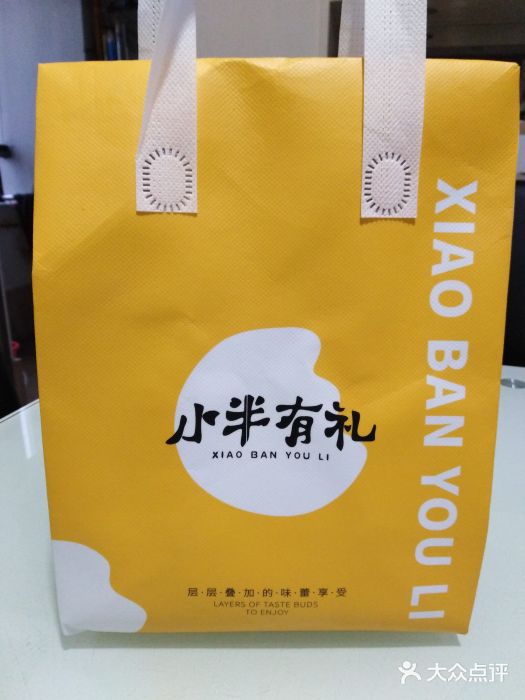 小半有礼
XIAO BAN YOU LI
XIAO BAN YOU LI
层·层·叠·加·的·味·蕾·享·受
LAYERS OF TASTE BUDS
TO ENJOY
大众点评